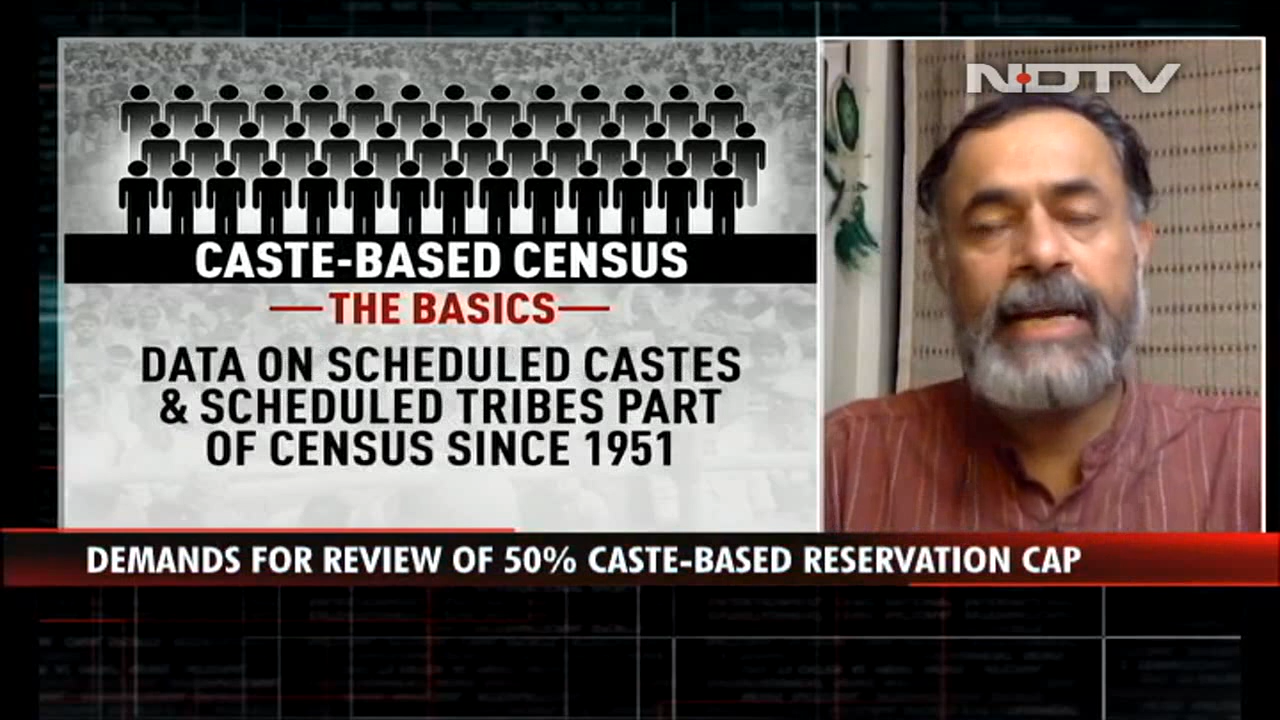 NDTV
CASTE-BASED CENSUS
THE BASICS
DATA ON SCHEDULED CASTES
& SCHEDULED TRIBES PART
OF CENSUS SINCE 1951
DEMANDS FOR REVIEW OF 50% CASTE-BASED RESERVATION CAP